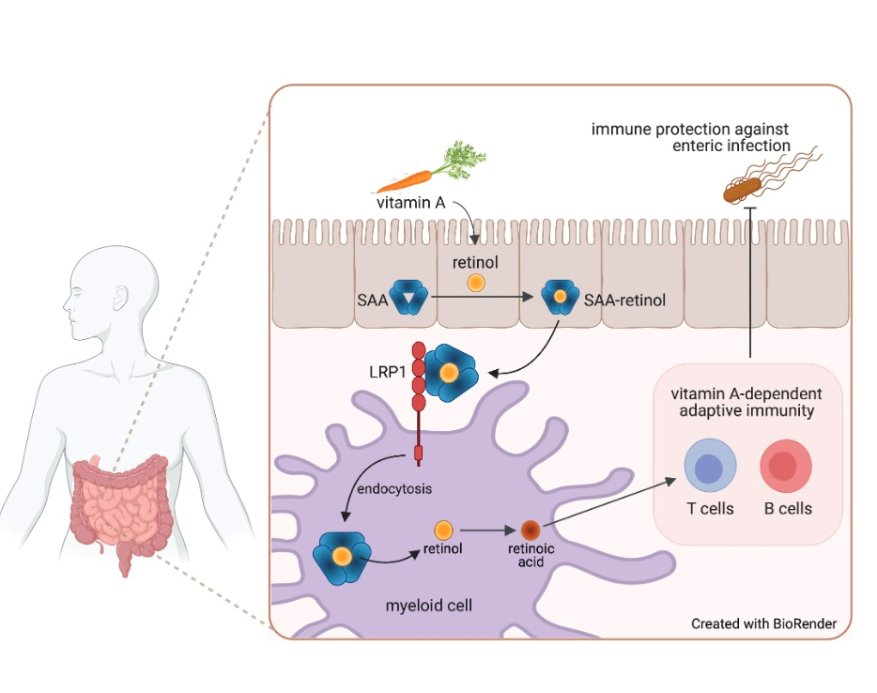 immune protection against
enteric infection
vitamin A
retinol
SAA
SAA-retinol
LRP1
vitamin A-dependent
adaptive immunity
endocytosis
T cells
B cells
retinol
retinoic
acid
myeloid cell
Created with BioRender